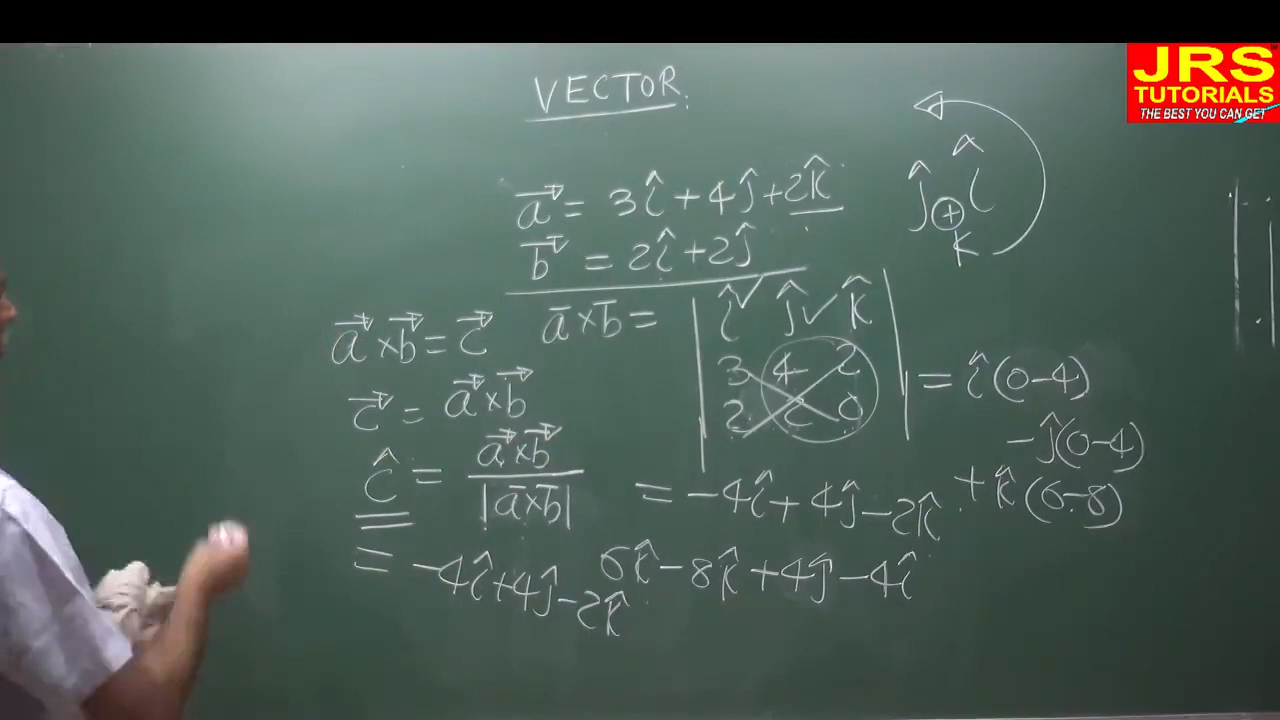 JRS
TUTORIALS
THE BEST YOU CAN GET
VECTOR
a⃗ = 3î + 4ĵ + 2k̂
b⃗ = 2î + 2ĵ
ĵ î
⊕
k
a⃗ × b⃗ = c⃗
a̅ × b̅ =
| î ✓ ĵ ✓ k̂ |
| 3 4 2 |
| 2 2 0 |
= î (0-4)
- ĵ (0-4)
+ k̂ (6-8)
c⃗ = a⃗ × b⃗
ĉ = a⃗ × b⃗ / |a̅ × b̅|
= -4î + 4ĵ - 2k̂
6k̂ - 8k̂ + 4ĵ - 4î
= -4î + 4ĵ - 2k̂